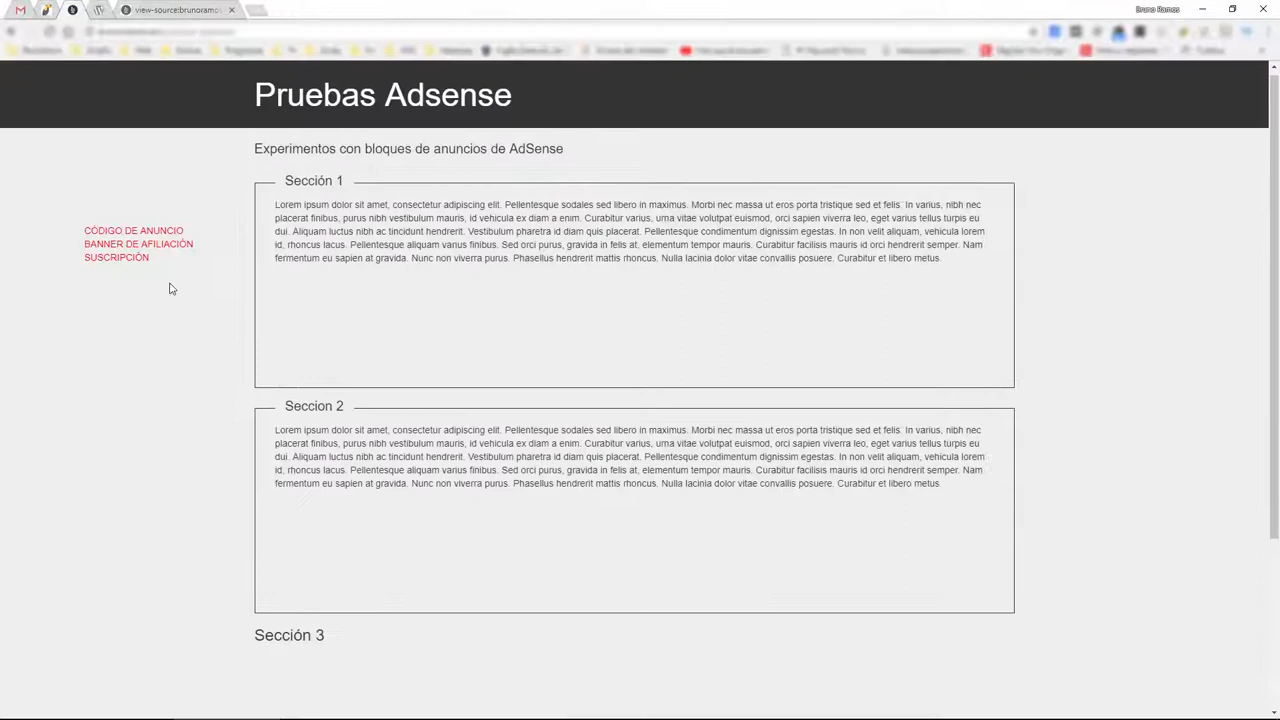 view-source:brunoramos
Bruno Ramos
Pruebas Adsense
Experimentos con bloques de anuncios de AdSense
Sección 1
Lorem ipsum dolor sit amet, consectetur adipiscing elit. Pellentesque sodales sed libero in maximus. Morbi nec massa ut eros porta tristique sed et felis. In varius, nibh nec
placerat finibus, purus nibh vestibulum mauris, id vehicula ex diam a enim. Curabitur varius, urna vitae volutpat euismod, orci sapien viverra leo, eget varius tellus turpis eu
dui. Aliquam luctus nibh ac tincidunt hendrerit. Vestibulum pharetra id diam quis placerat. Pellentesque condimentum dignissim egestas. In non velit aliquam, vehicula lorem
id, rhoncus lacus. Pellentesque aliquam varius finibus. Sed orci purus, gravida in felis at, elementum tempor mauris. Curabitur facilisis mauris id orci hendrerit semper. Nam
fermentum eu sapien at gravida. Nunc non viverra purus. Phasellus hendrerit mattis rhoncus. Nulla lacinia dolor vitae convallis posuere. Curabitur et libero metus.
CÓDIGO DE ANUNCIO
BANNER DE AFILIACIÓN
SUSCRIPCIÓN
Seccion 2
Lorem ipsum dolor sit amet, consectetur adipiscing elit. Pellentesque sodales sed libero in maximus. Morbi nec massa ut eros porta tristique sed et felis. In varius, nibh nec
placerat finibus, purus nibh vestibulum mauris, id vehicula ex diam a enim. Curabitur varius, urna vitae volutpat euismod, orci sapien viverra leo, eget varius tellus turpis eu
dui. Aliquam luctus nibh ac tincidunt hendrerit. Vestibulum pharetra id diam quis placerat. Pellentesque condimentum dignissim egestas. In non velit aliquam, vehicula lorem
id, rhoncus lacus. Pellentesque aliquam varius finibus. Sed orci purus, gravida in felis at, elementum tempor mauris. Curabitur facilisis mauris id orci hendrerit semper. Nam
fermentum eu sapien at gravida. Nunc non viverra purus. Phasellus hendrerit mattis rhoncus. Nulla lacinia dolor vitae convallis posuere. Curabitur et libero metus.
Sección 3